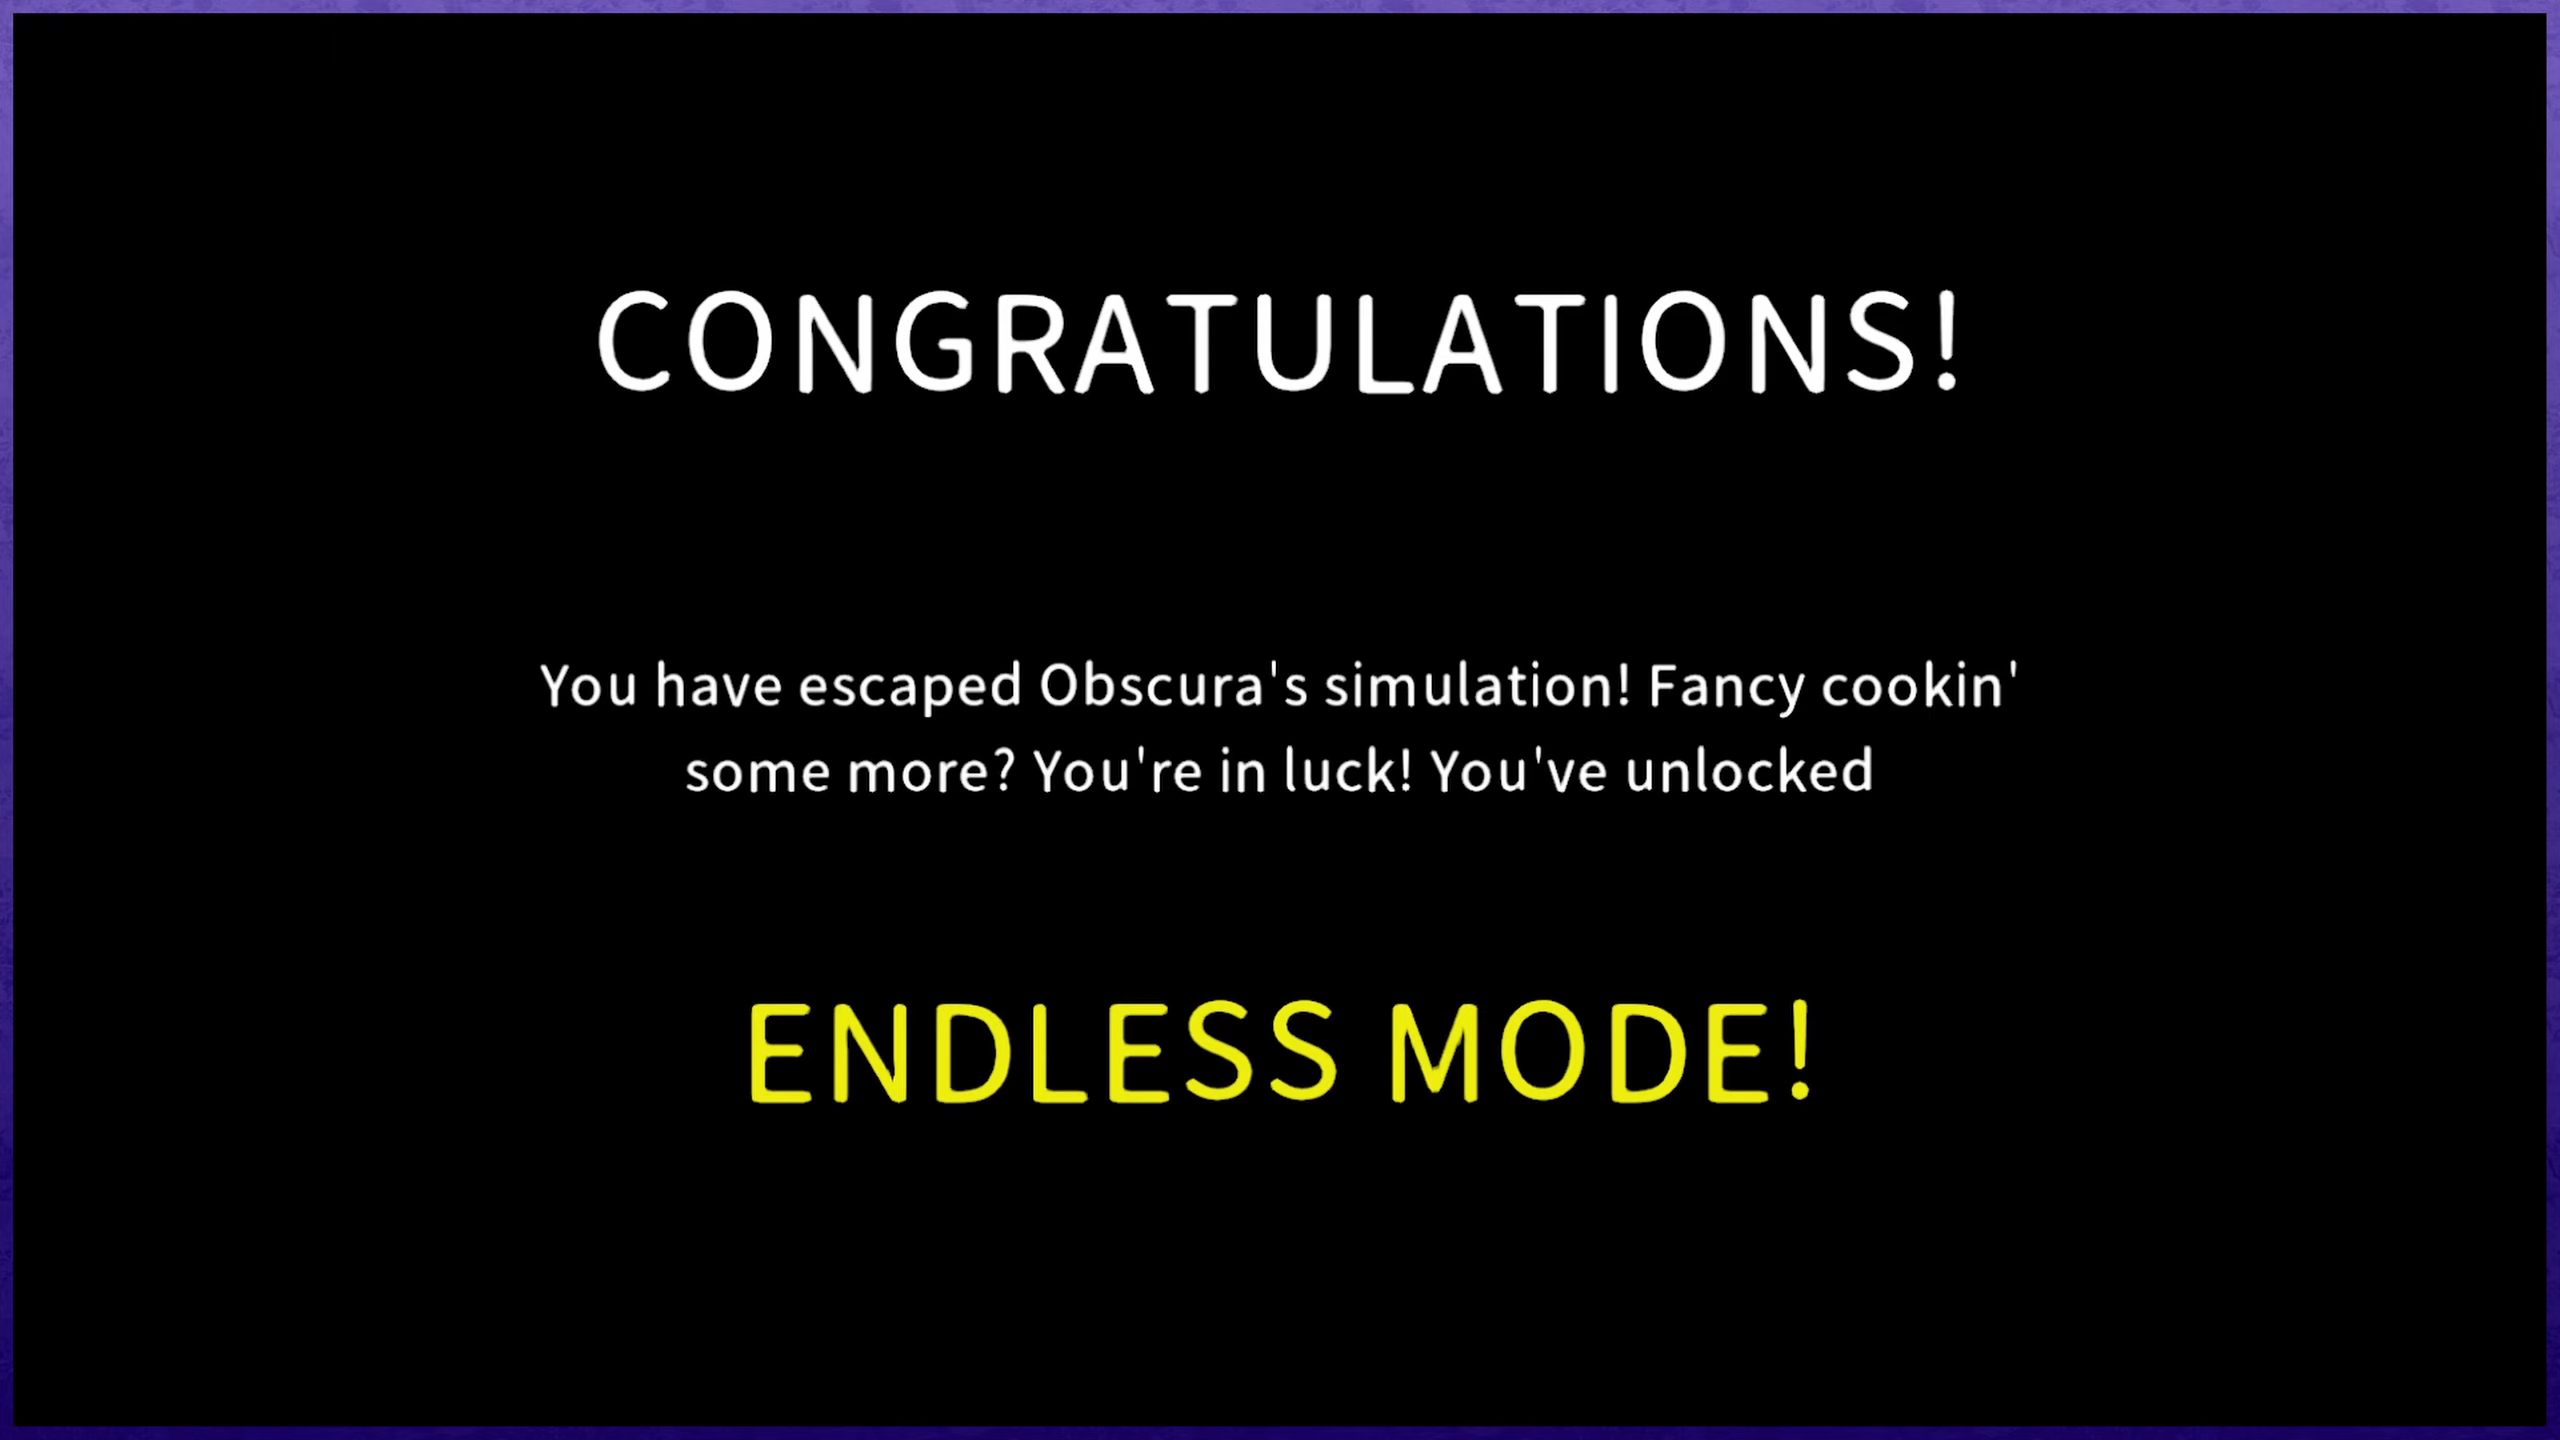 CONGRATULATIONS!
You have escaped Obscura's simulation! Fancy cookin'
some more? You're in luck! You've unlocked
ENDLESS MODE!